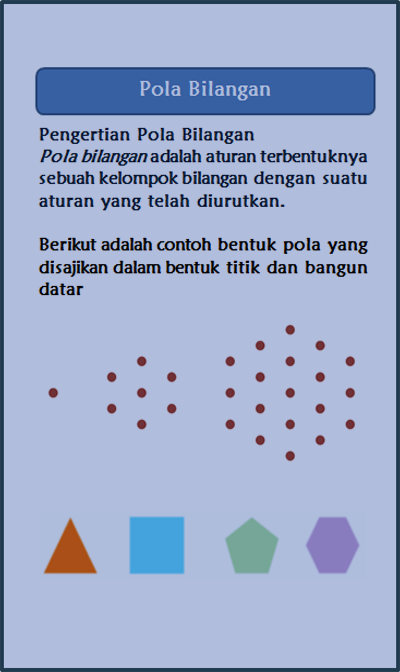 Pola Bilangan
Pengertian Pola Bilangan
Pola bilangan adalah aturan terbentuknya
sebuah kelompok bilangan dengan suatu
aturan yang telah diurutkan.
Berikut adalah contoh bentuk pola yang
disajikan dalam bentuk titik dan bangun
datar